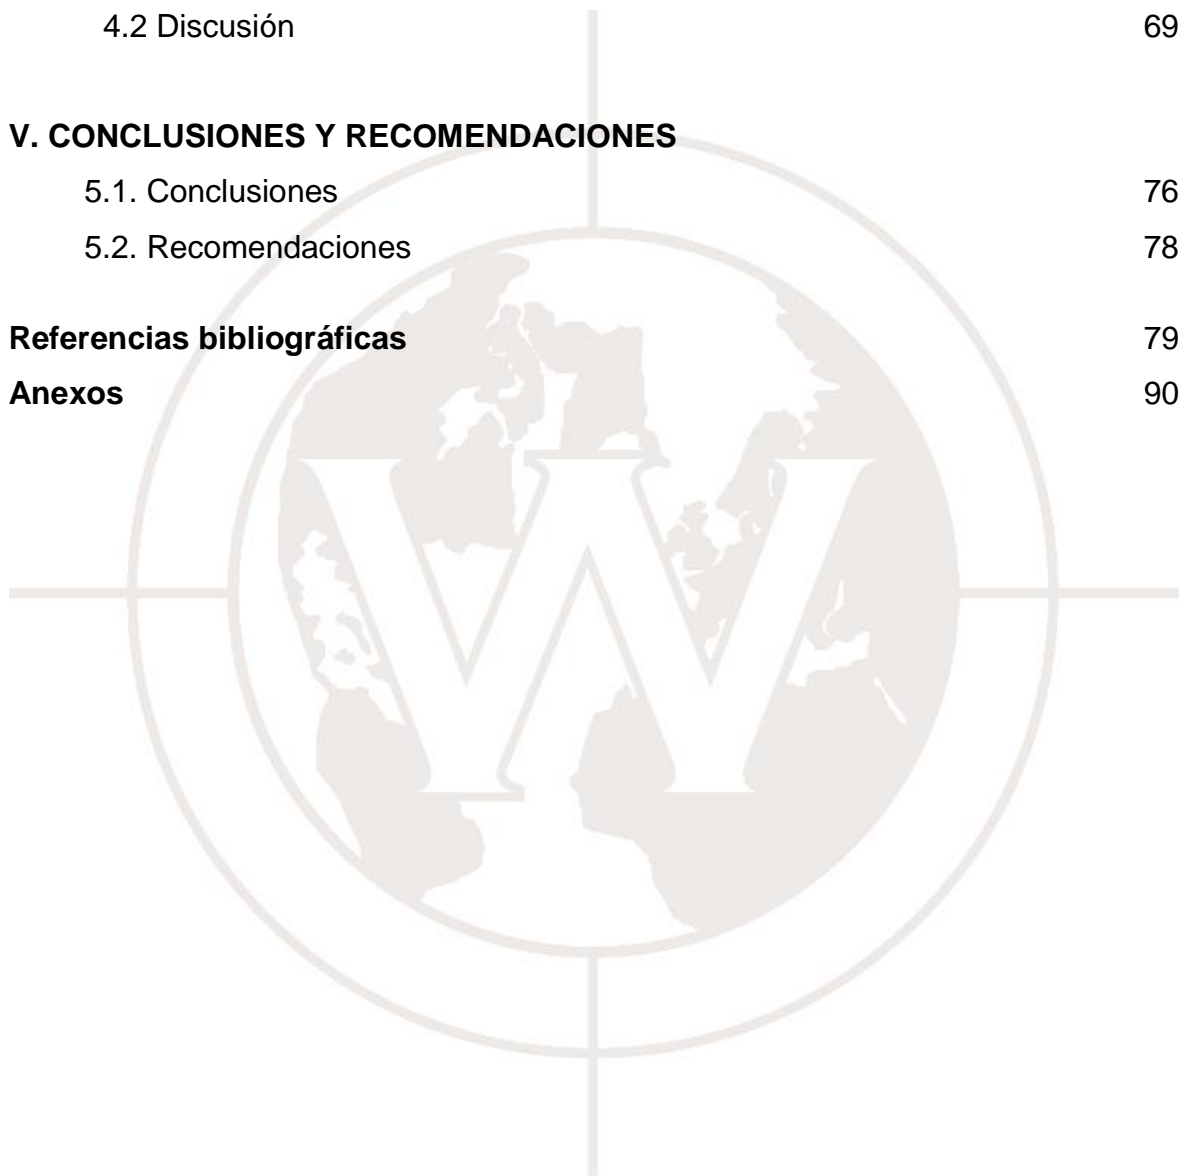 4.2 Discusión 69
V. CONCLUSIONES Y RECOMENDACIONES
5.1. Conclusiones 76
5.2. Recomendaciones 78
Referencias bibliográficas 79
Anexos 90
W